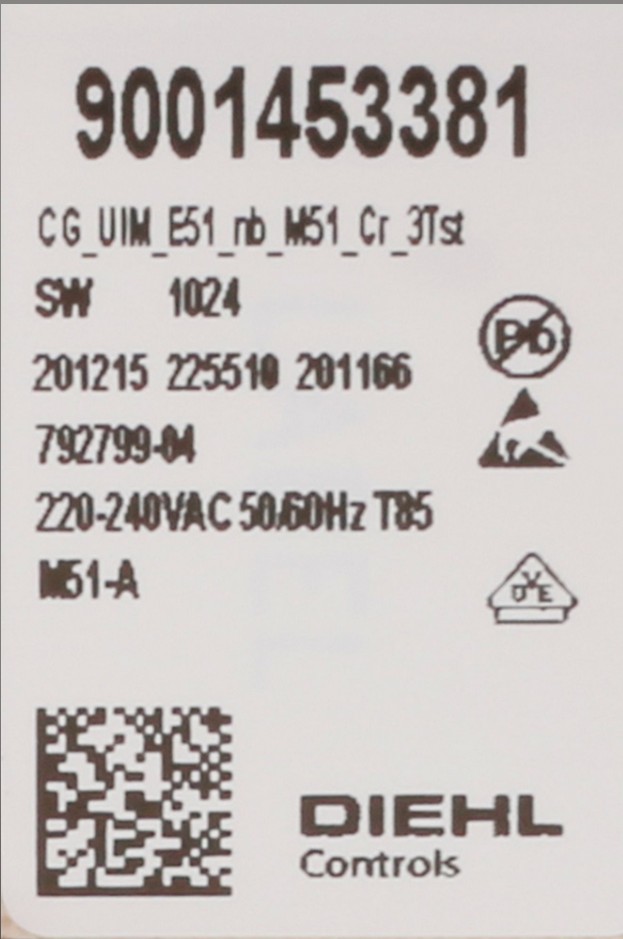 9001453381
CG_UIM_E51_nb_M51_Cr_3Tst
SW 1024
201215 225510 201166
Pb
792799-04
220-240VAC 50/60Hz T85
M51-A
VDE
DIEHL
Controls